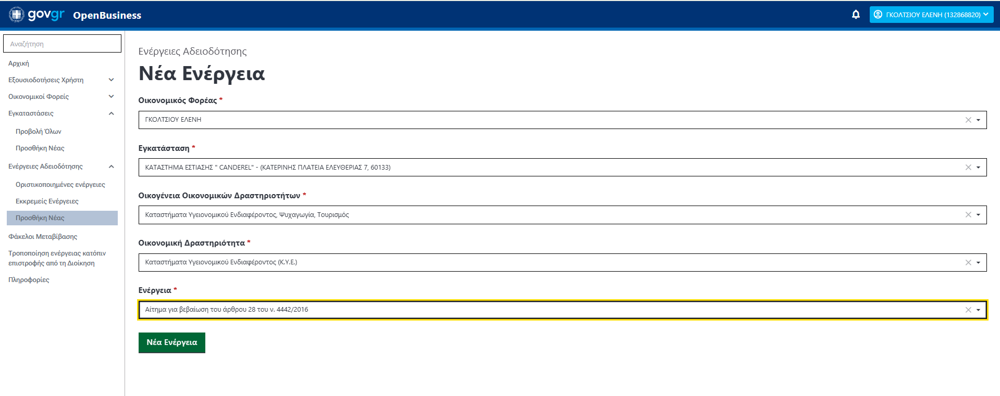 govgr OpenBusiness
ΓΚΟΛΤΣΙΟΥ ΕΛΕΝΗ (132868820)
Αναζήτηση
Αρχική
Εξουσιοδοτήσεις Χρήστη
Οικονομικοί Φορείς
Εγκαταστάσεις
Προβολή Όλων
Προσθήκη Νέας
Ενέργειες Αδειοδότησης
Οριστικοποιημένες ενέργειες
Εκκρεμείς Ενέργειες
Προσθήκη Νέας
Φάκελοι Μεταβίβασης
Τροποποίηση ενέργειας κατόπιν
επιστροφής από τη Διοίκηση
Πληροφορίες
Ενέργειες Αδειοδότησης
Νέα Ενέργεια
Οικονομικός Φορέας *
ΓΚΟΛΤΣΙΟΥ ΕΛΕΝΗ
Εγκατάσταση *
ΚΑΤΑΣΤΗΜΑ ΕΣΤΙΑΣΗΣ " CANDEREL" - (ΚΑΤΕΡΙΝΗΣ ΠΛΑΤΕΙΑ ΕΛΕΥΘΕΡΙΑΣ 7, 60133)
Οικογένεια Οικονομικών Δραστηριοτήτων *
Καταστήματα Υγειονομικού Ενδιαφέροντος, Ψυχαγωγία, Τουρισμός
Οικονομική Δραστηριότητα *
Καταστήματα Υγειονομικού Ενδιαφέροντος (Κ.Υ.Ε.)
Ενέργεια *
Αίτημα για βεβαίωση του άρθρου 28 του ν. 4442/2016
Νέα Ενέργεια